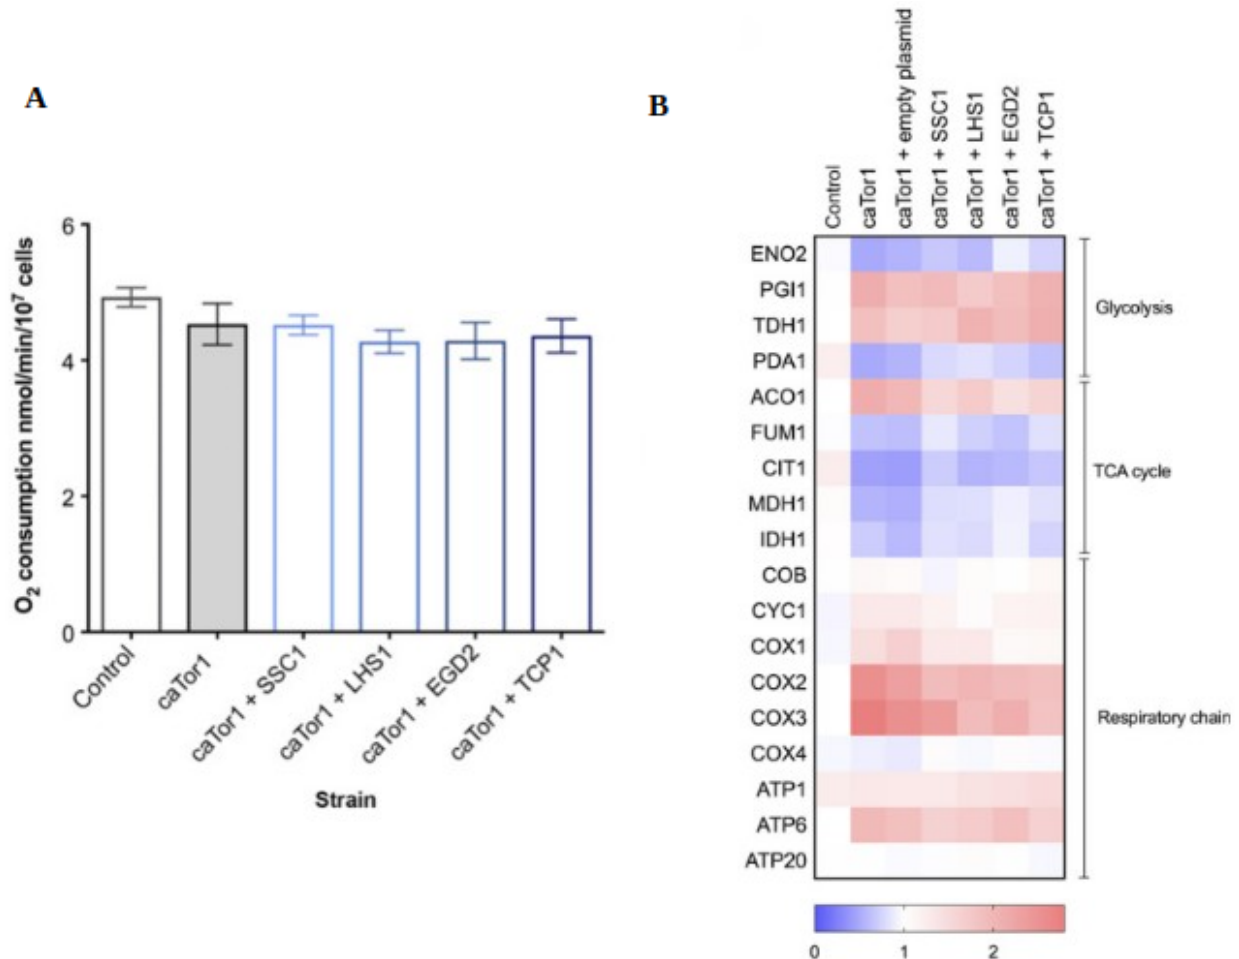 A
6
4
2
0
O2 consumption nmol/min/10^7 cells
Control
caTor1
caTor1 + SSC1
caTor1 + LHS1
caTor1 + EGD2
caTor1 + TCP1
Strain
B
Control
caTor1
caTor1 + empty plasmid
caTor1 + SSC1
caTor1 + LHS1
caTor1 + EGD2
caTor1 + TCP1
ENO2
PGI1
TDH1
PDA1
ACO1
FUM1
CIT1
MDH1
IDH1
COB
CYC1
COX1
COX2
COX3
COX4
ATP1
ATP6
ATP20
Glycolysis
TCA cycle
Respiratory chain
0 1 2